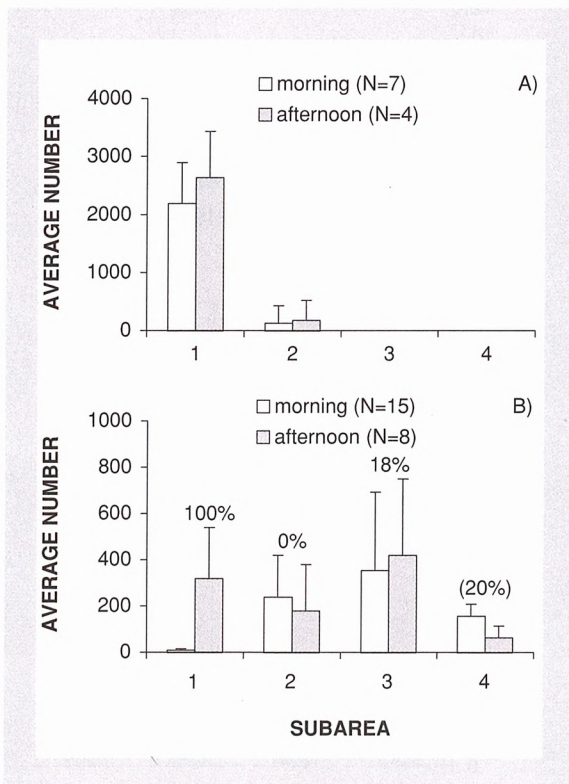 morning (N=7) A)
afternoon (N=4)
AVERAGE NUMBER
4000
3000
2000
1000
0
1 2 3 4
morning (N=15) B)
afternoon (N=8)
AVERAGE NUMBER
1000
800
600
400
200
0
100%
0%
18%
(20%)
1 2 3 4
SUBAREA